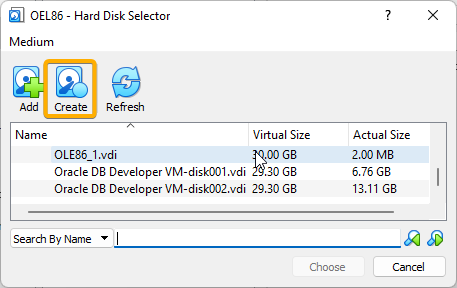 OEL86 - Hard Disk Selector
Medium
Add Create Refresh
Name Virtual Size Actual Size
OLE86_1.vdi 00 GB 2.00 MB
Oracle DB Developer VM-disk001.vdi 29.30 GB 6.76 GB
Oracle DB Developer VM-disk002.vdi 29.30 GB 13.11 GB
Search By Name
Choose Cancel